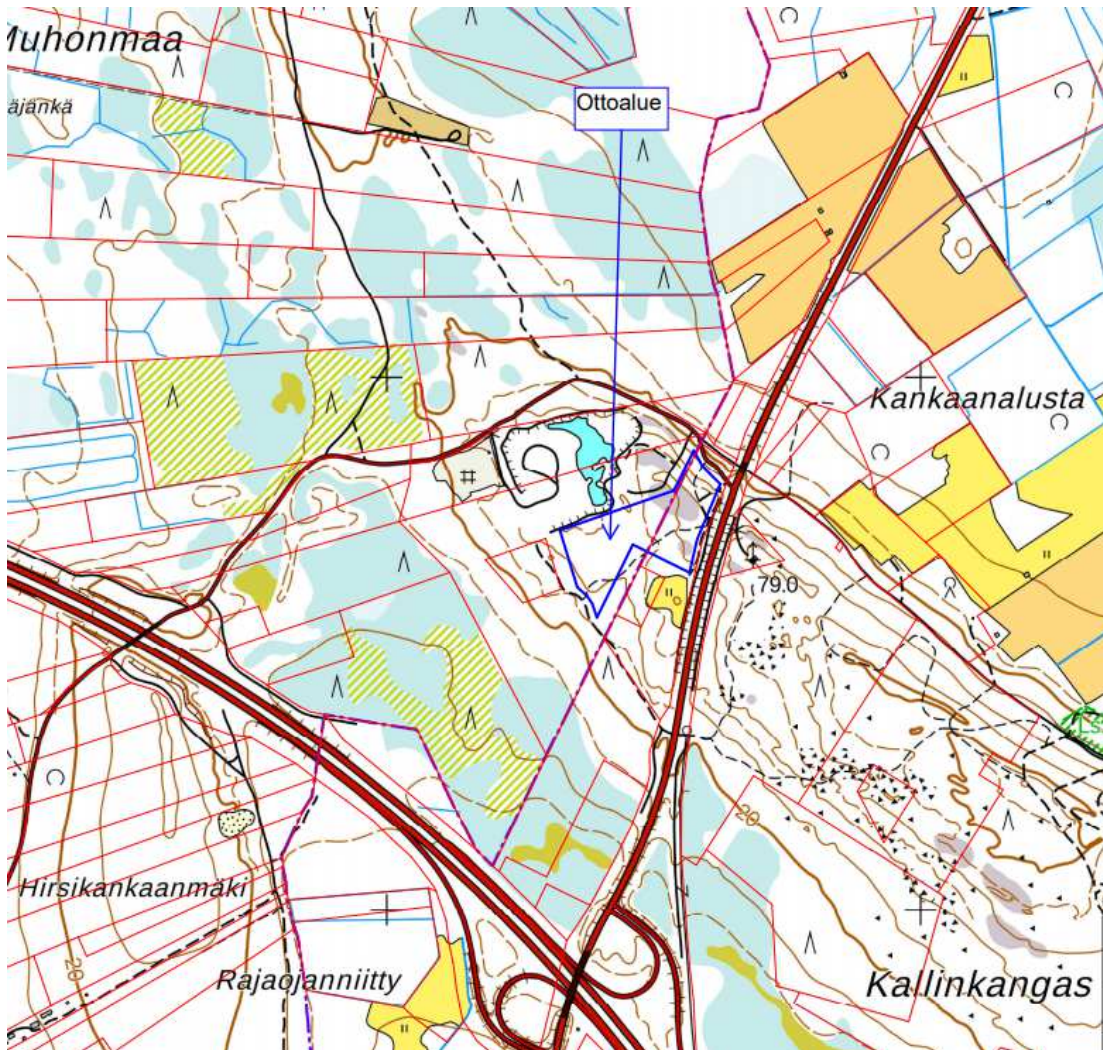 Muhonmaa
äjänkä
Ottoalue
Kankaanalusta
79.0
20
Hirsikankaanmäki
20
Rajaojanniitty
Kallinkangas